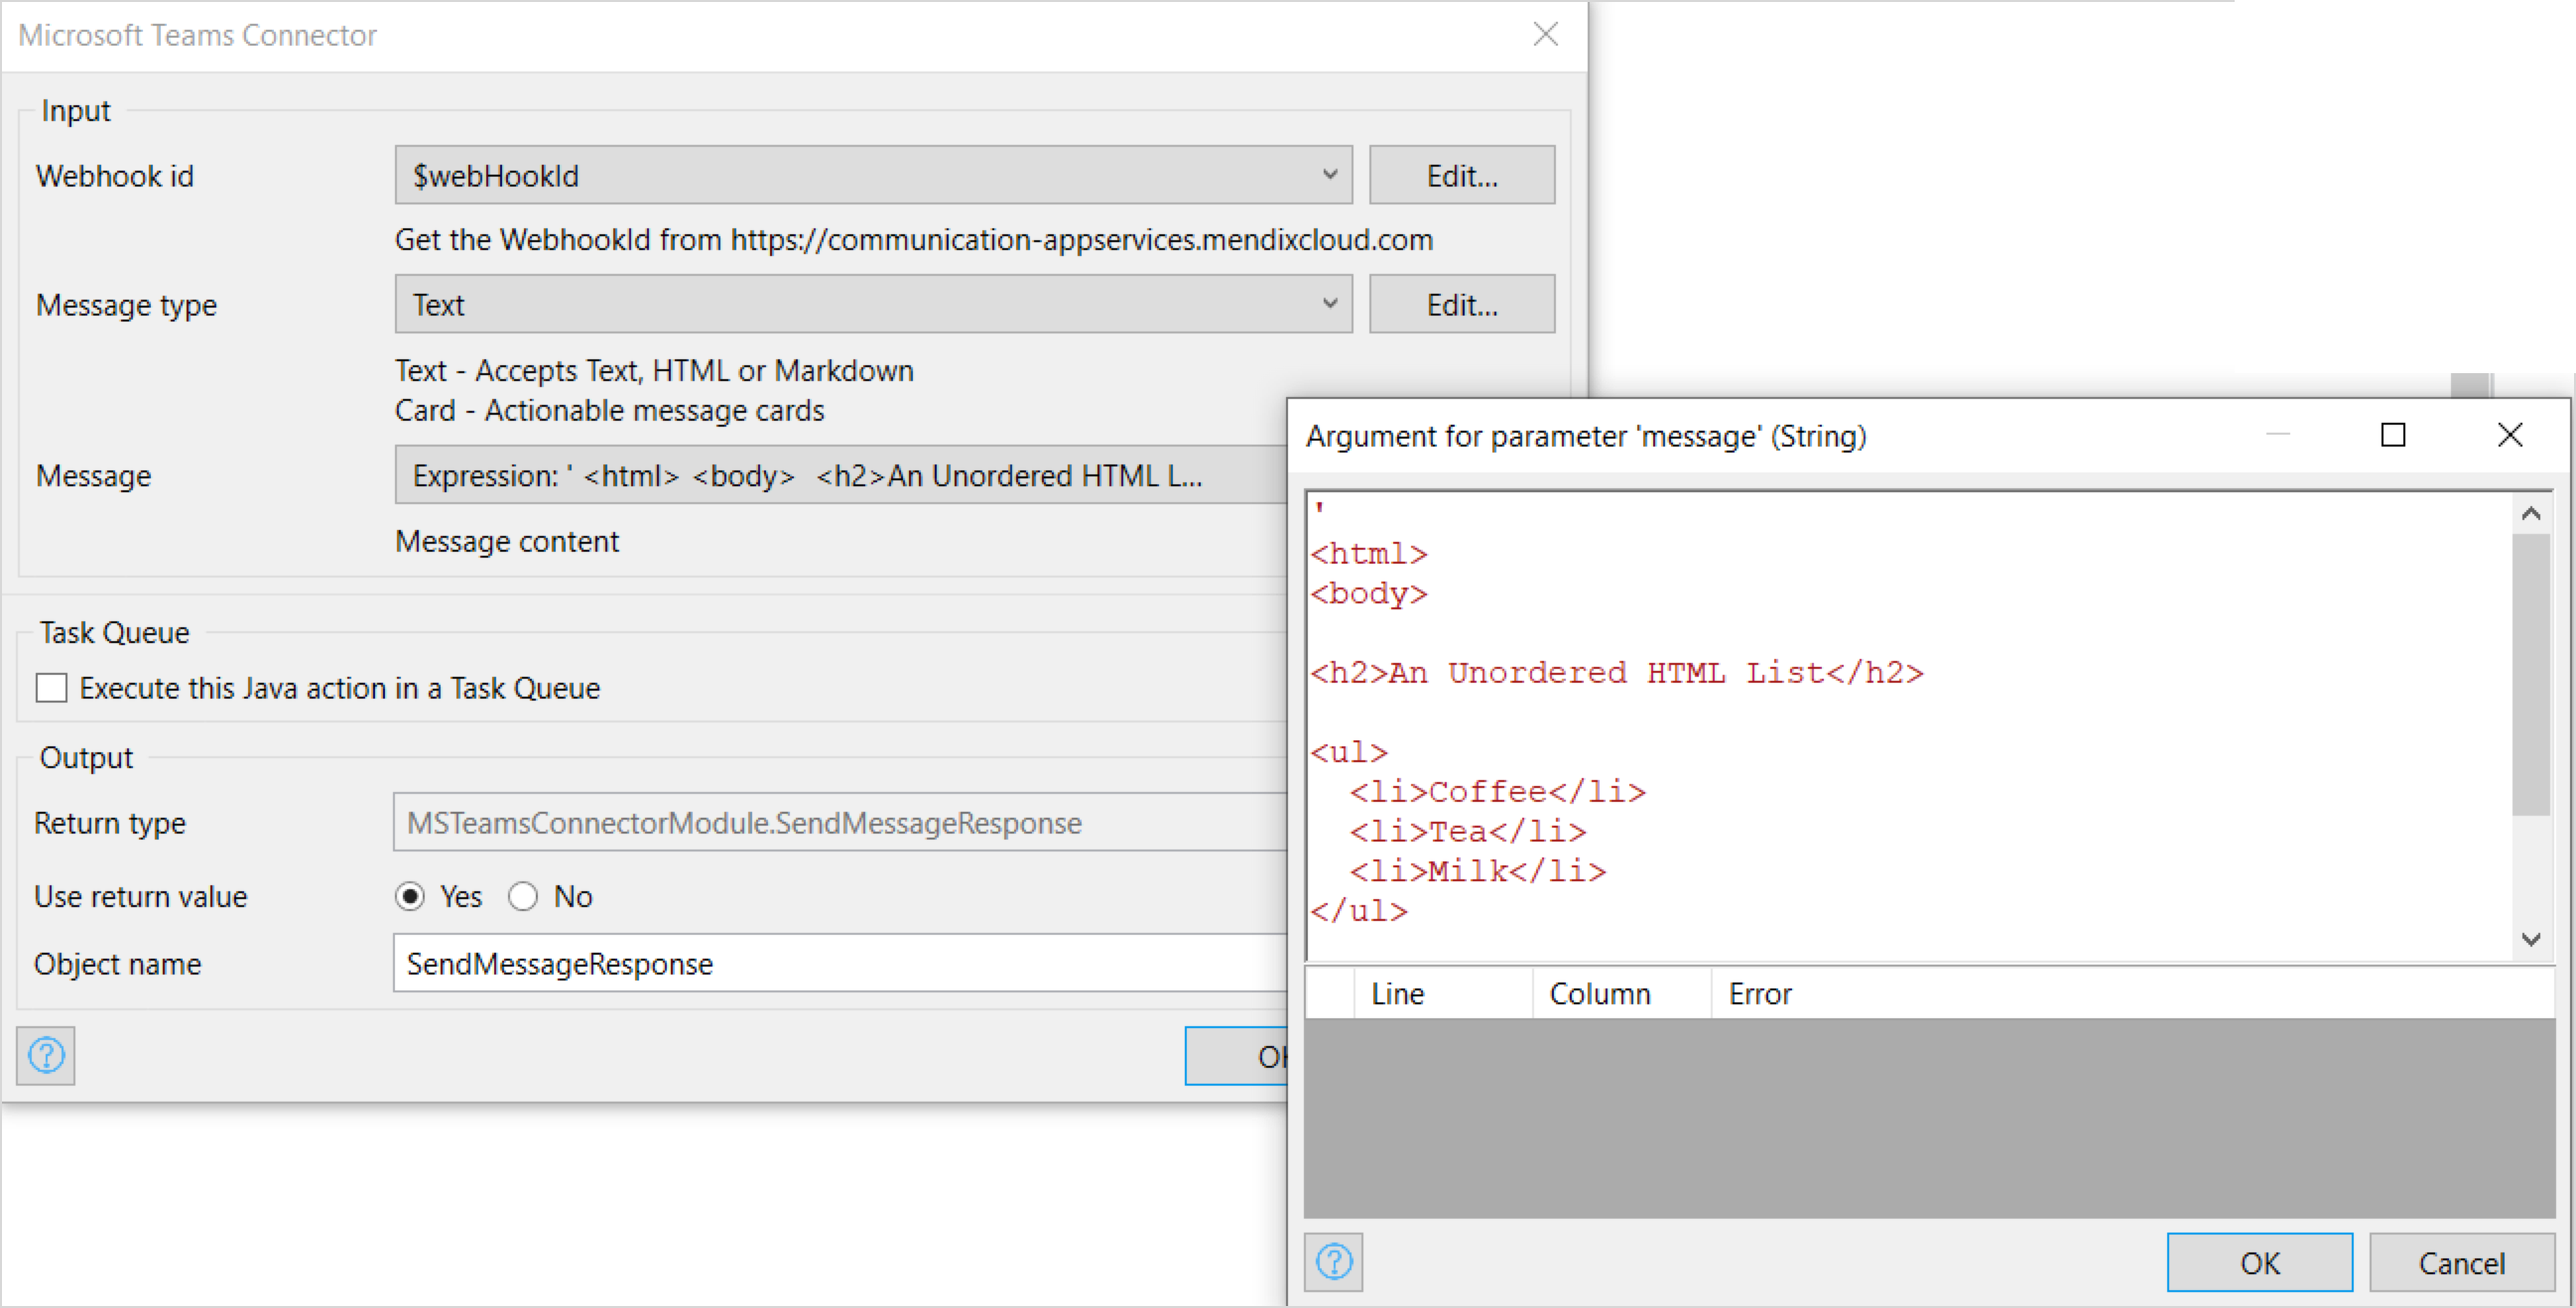 Microsoft Teams Connector
Input
Webhook id
$webHookId
Edit...
Get the WebhookId from https://communication-appservices.mendixcloud.com
Message type
Text
Edit...
Text - Accepts Text, HTML or Markdown
Card - Actionable message cards
Message
Expression: ' <html> <body>  <h2>An Unordered HTML L...
Message content
Task Queue
Execute this Java action in a Task Queue
Output
Return type
MSTeamsConnectorModule.SendMessageResponse
Use return value
Yes
No
Object name
SendMessageResponse
Argument for parameter 'message' (String)
'
<html>
<body>
<h2>An Unordered HTML List</h2>
<ul>
<li>Coffee</li>
<li>Tea</li>
<li>Milk</li>
</ul>
Line Column Error
OK
Cancel